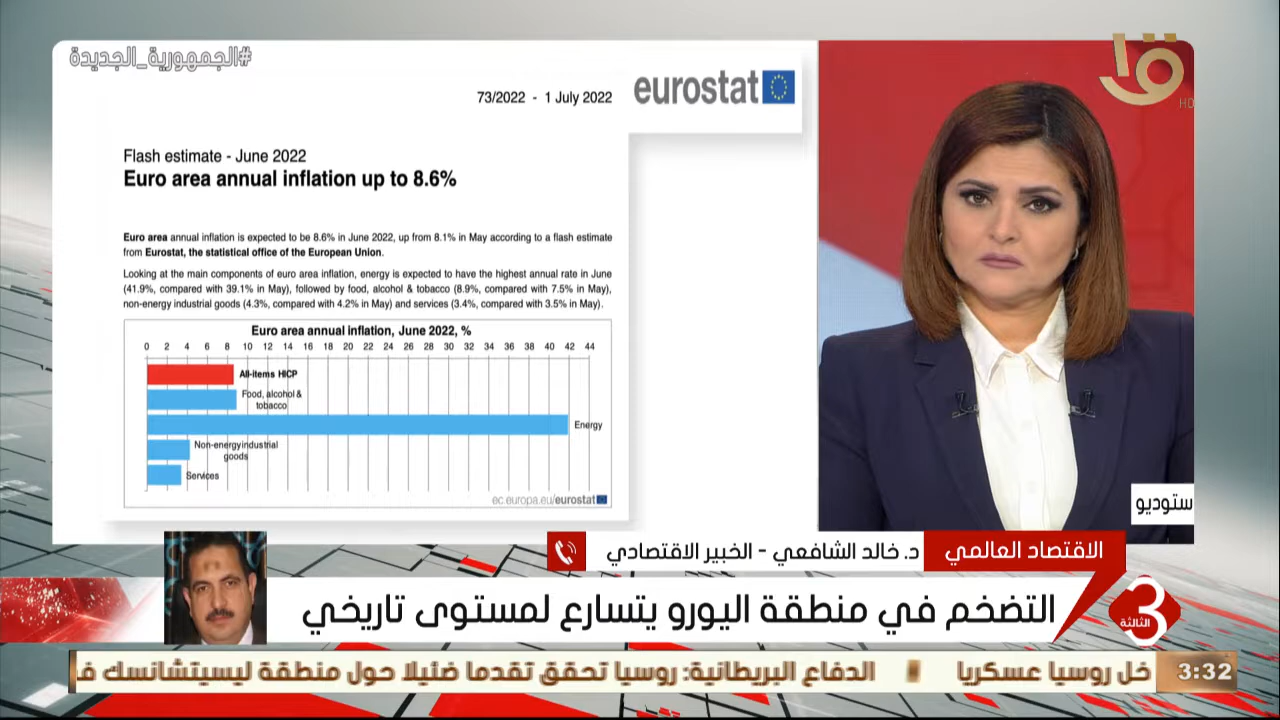 #الجمهورية_الجديدة
الآن
HD
eurostat
73/2022 - 1 July 2022
Flash estimate - June 2022
Euro area annual inflation up to 8.6%
Euro area annual inflation is expected to be 8.6% in June 2022, up from 8.1% in May according to a flash estimate
from Eurostat, the statistical office of the European Union.
Looking at the main components of euro area inflation, energy is expected to have the highest annual rate in June
(41.9%, compared with 39.1% in May), followed by food, alcohol & tobacco (8.9%, compared with 7.5% in May),
non-energy industrial goods (4.3%, compared with 4.2% in May) and services (3.4%, compared with 3.5% in May).
Euro area annual inflation, June 2022, %
0 2 4 6 8 10 12 14 16 18 20 22 24 26 28 30 32 34 36 38 40 42 44
All-items HICP
Food, alcohol &
tobacco
Energy
Non-energy industrial
goods
Services
ec.europa.eu/eurostat
ستوديو
الاقتصاد العالمي
د. خالد الشافعي - الخبير الاقتصادي
التضخم في منطقة اليورو يتسارع لمستوى تاريخي
3
الثالثة
3:32
خل روسيا عسكريا
الدفاع البريطانية: روسيا تحقق تقدما ضئيلا حول منطقة ليسيتشانسك ف